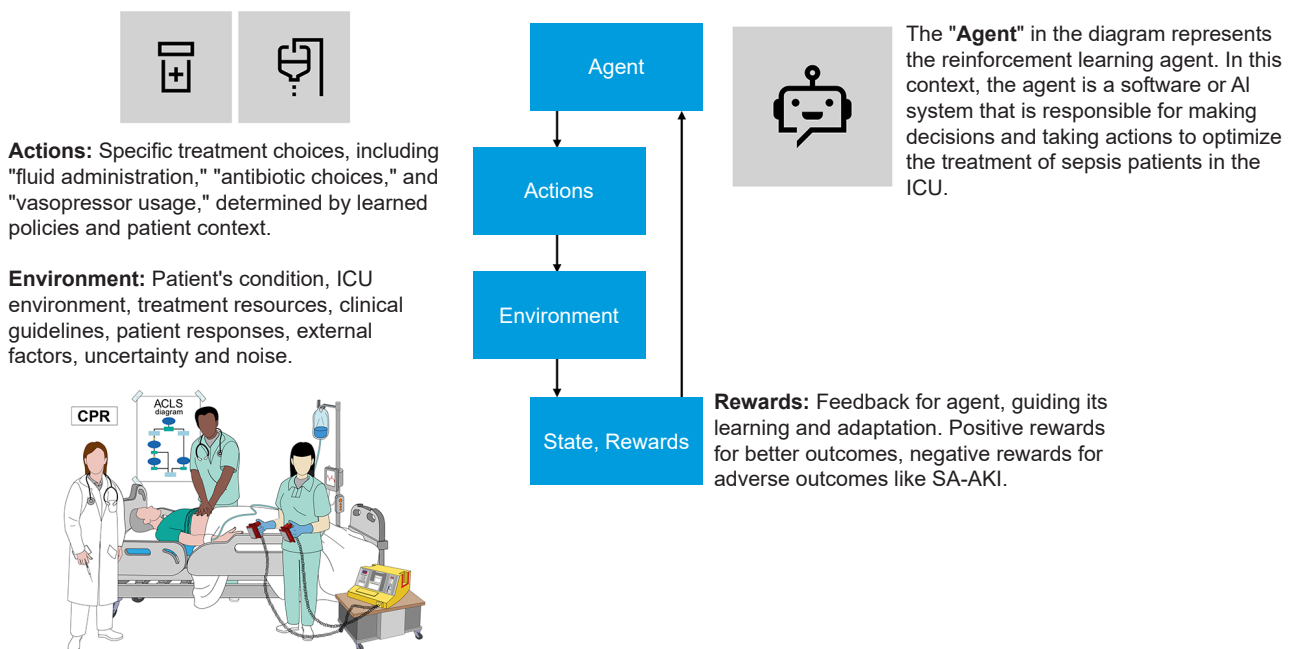 Actions: Specific treatment choices, including
"fluid administration," "antibiotic choices," and
"vasopressor usage," determined by learned
policies and patient context.
Environment: Patient's condition, ICU
environment, treatment resources, clinical
guidelines, patient responses, external
factors, uncertainty and noise.
CPR
ACLS
diagram
Agent
Actions
Environment
State, Rewards
The "Agent" in the diagram represents
the reinforcement learning agent. In this
context, the agent is a software or AI
system that is responsible for making
decisions and taking actions to optimize
the treatment of sepsis patients in the
ICU.
Rewards: Feedback for agent, guiding its
learning and adaptation. Positive rewards
for better outcomes, negative rewards for
adverse outcomes like SA-AKI.